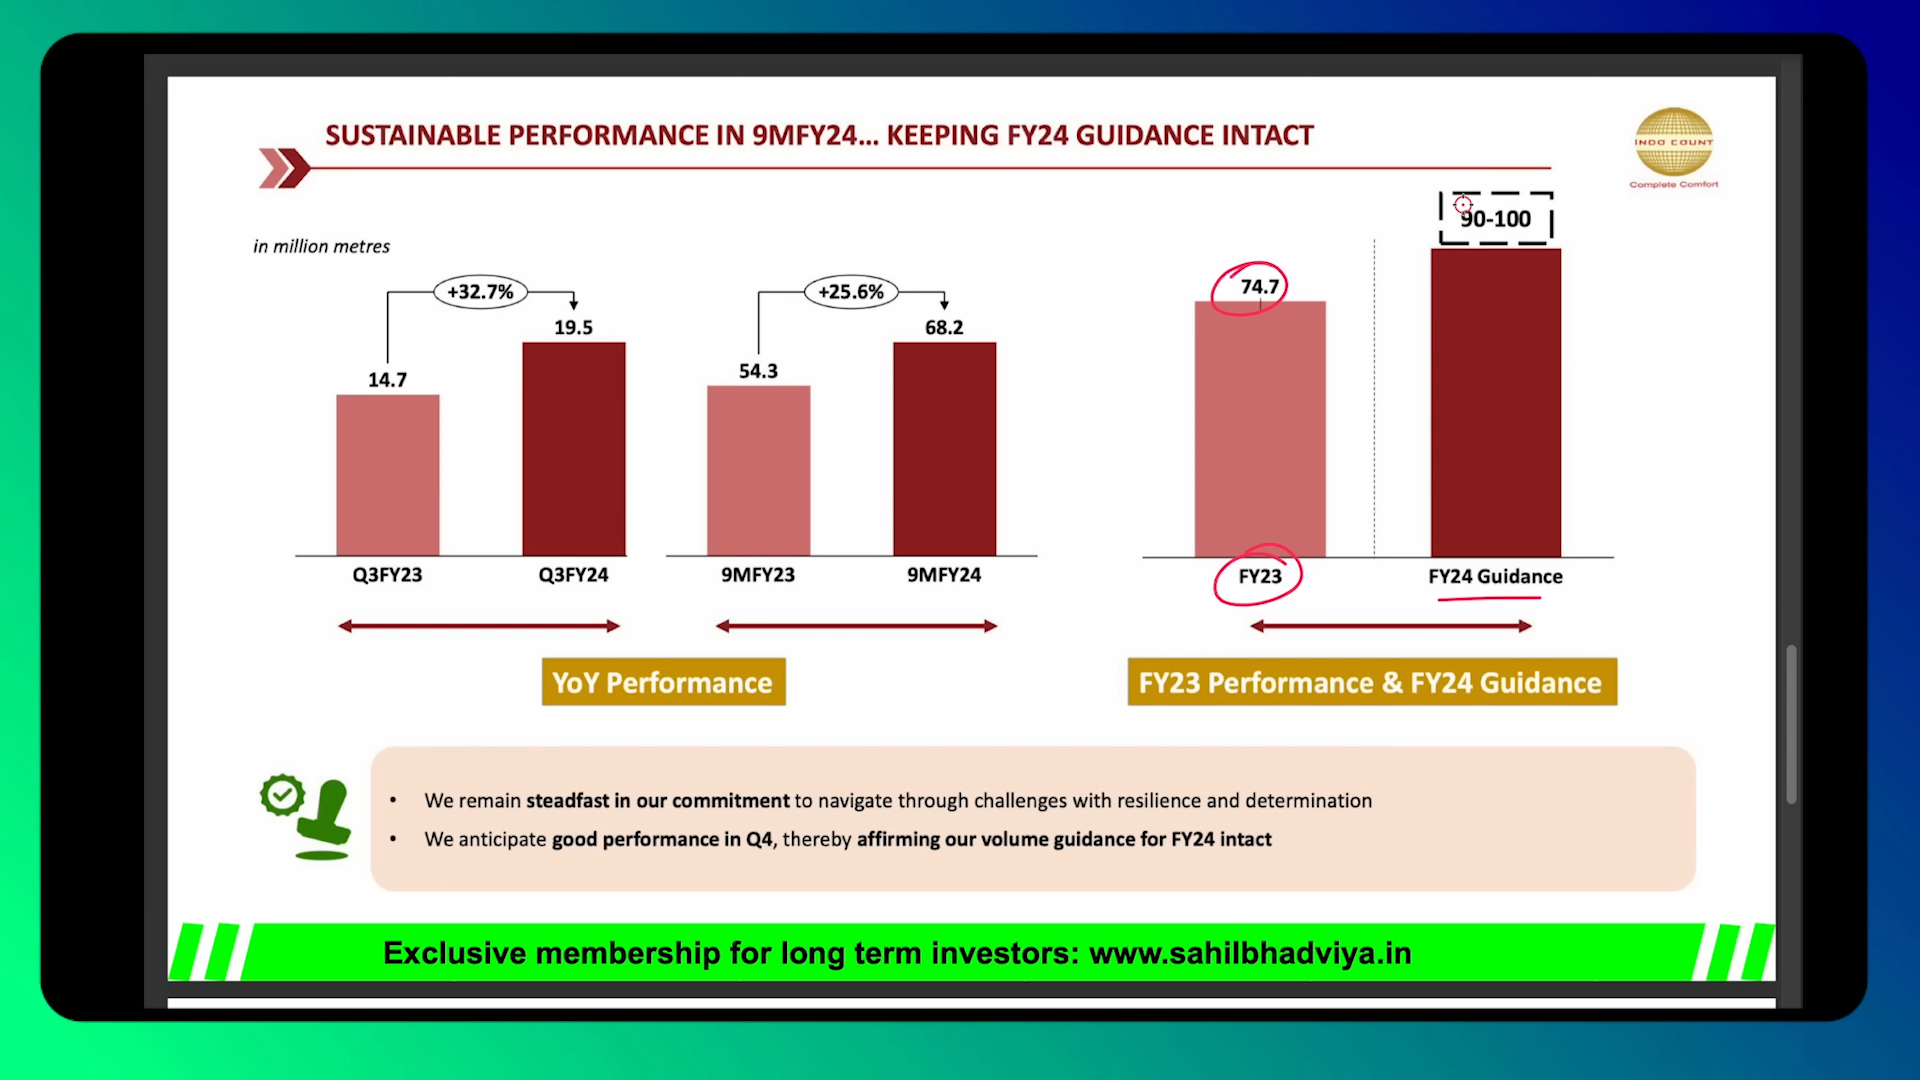 SUSTAINABLE PERFORMANCE IN 9MFY24... KEEPING FY24 GUIDANCE INTACT
INDO COUNT
Complete Comfort
in million metres
+32.7%
14.7
19.5
Q3FY23
Q3FY24
+25.6%
54.3
68.2
9MFY23
9MFY24
YoY Performance
74.7
90-100
FY23
FY24 Guidance
FY23 Performance & FY24 Guidance
• We remain steadfast in our commitment to navigate through challenges with resilience and determination
• We anticipate good performance in Q4, thereby affirming our volume guidance for FY24 intact
Exclusive membership for long term investors: www.sahilbhadviya.in